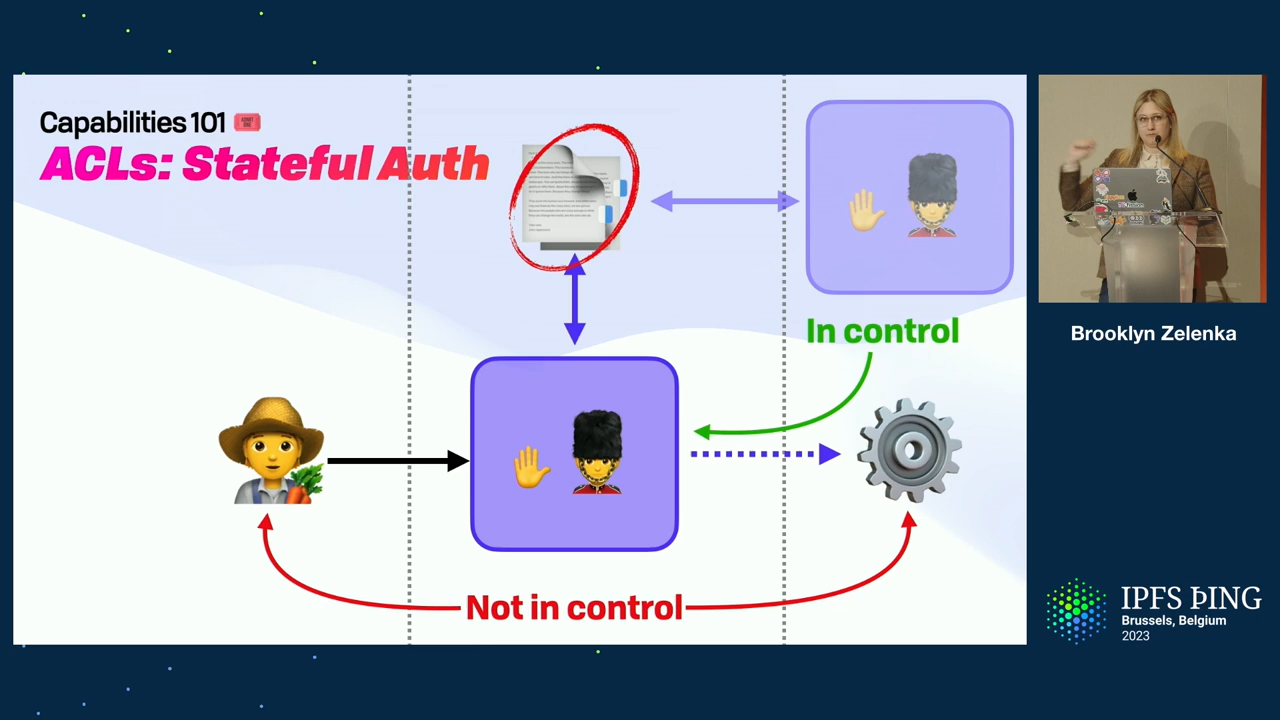 Capabilities 101
ACLs: Stateful Auth
In control
Not in control
Brooklyn Zelenka
IPFS ÞING
Brussels, Belgium
2023